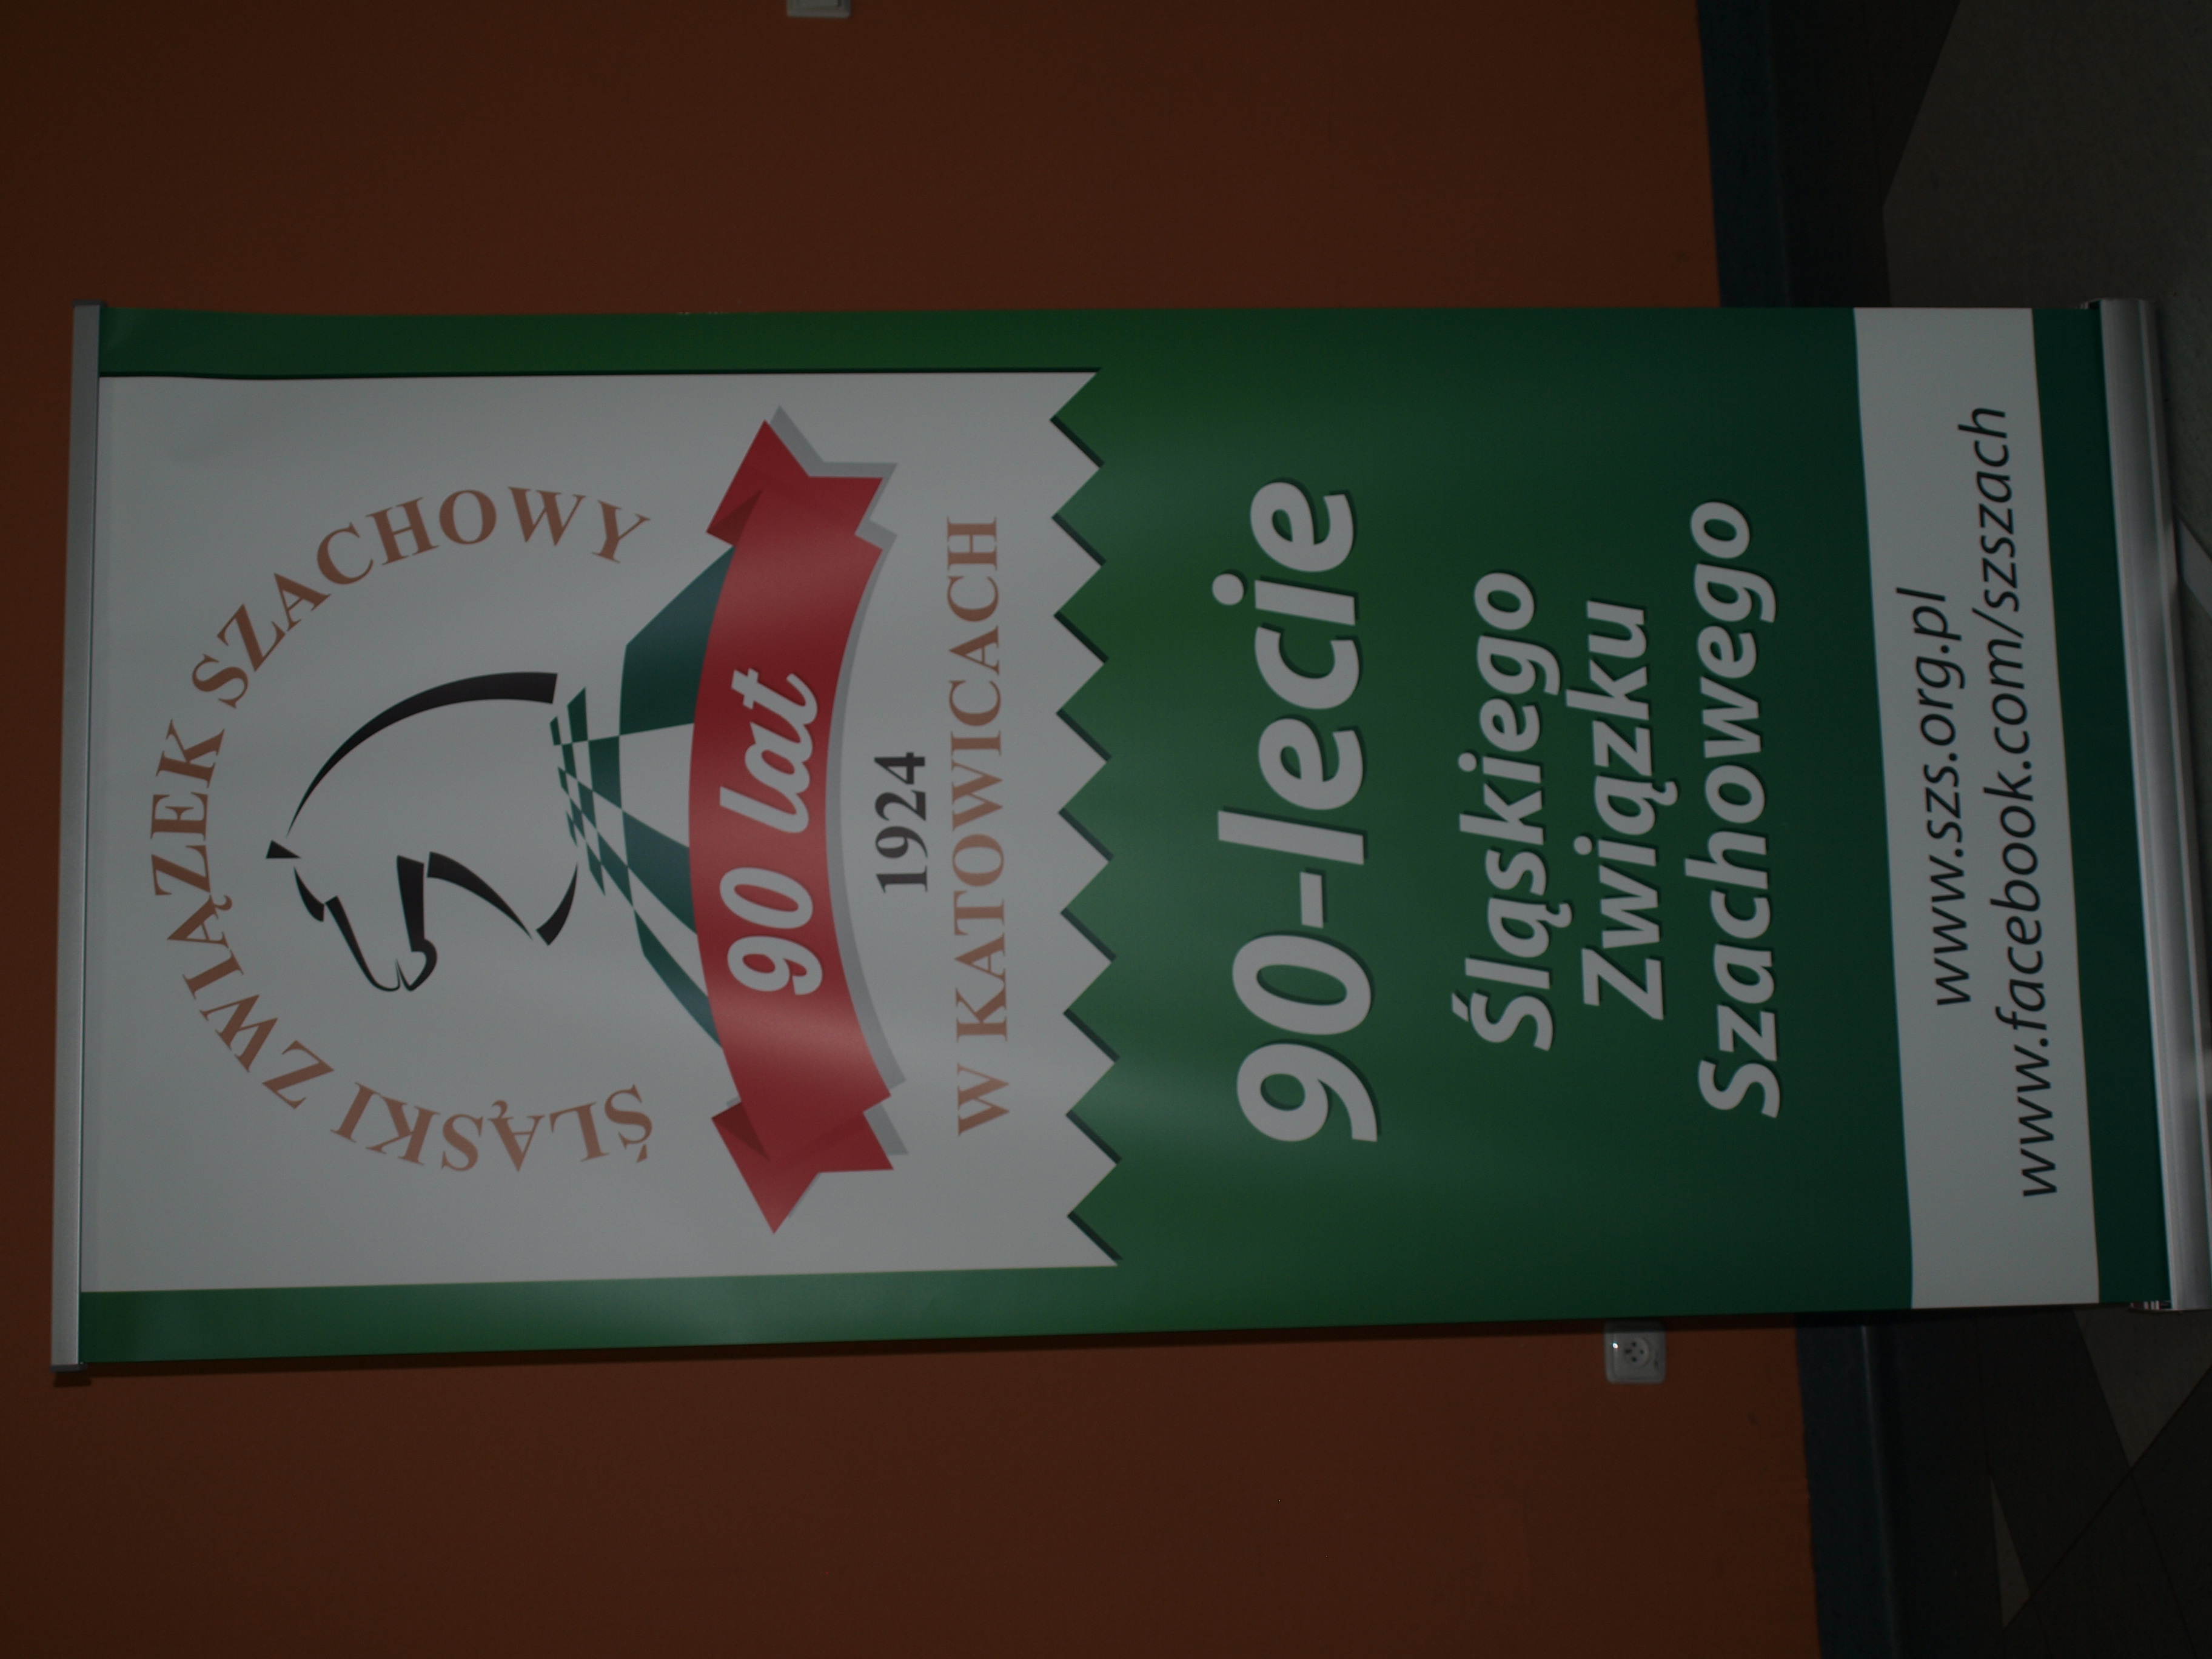 ŚLĄSKI ZWIĄZEK SZACHOWY
90 lat
1924
W KATOWICACH
90-lecie
Śląskiego
Związku
Szachowego
www.szs.org.pl
www.facebook.com/szszach